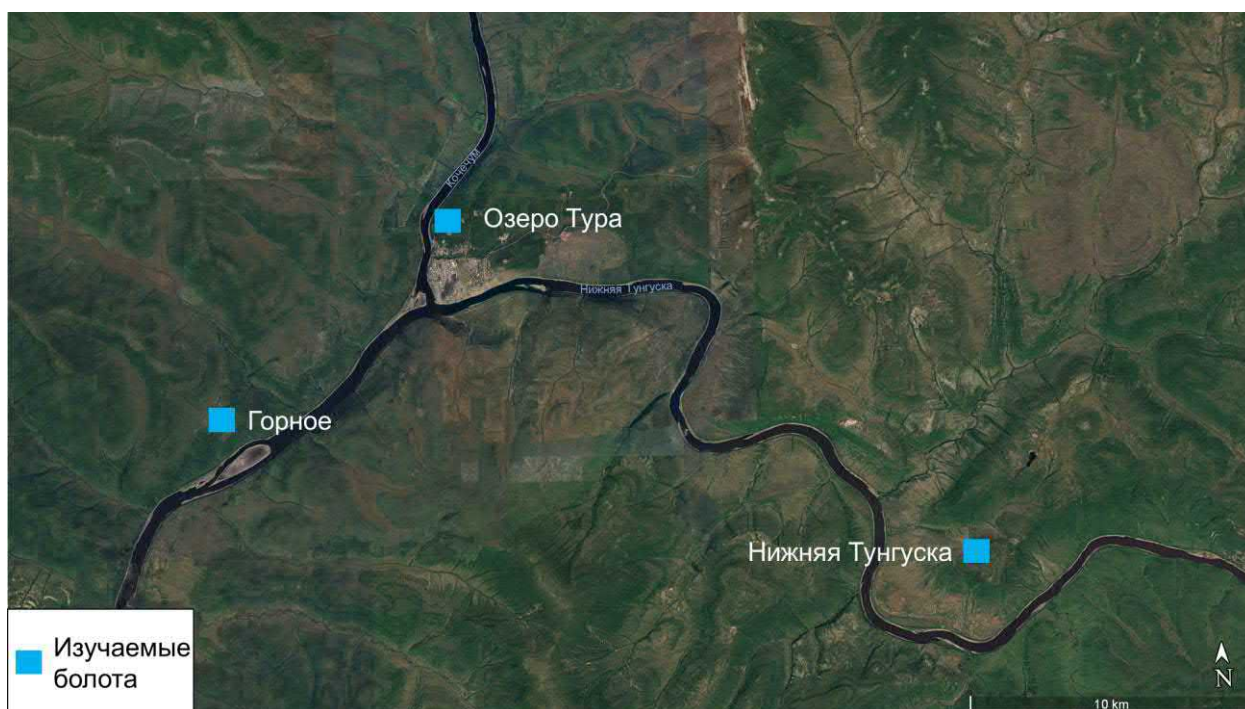 Кочечум
Озеро Тура
Нижняя Тунгуска
Горное
Нижняя Тунгуска
Изучаемые
болота
N
10 km